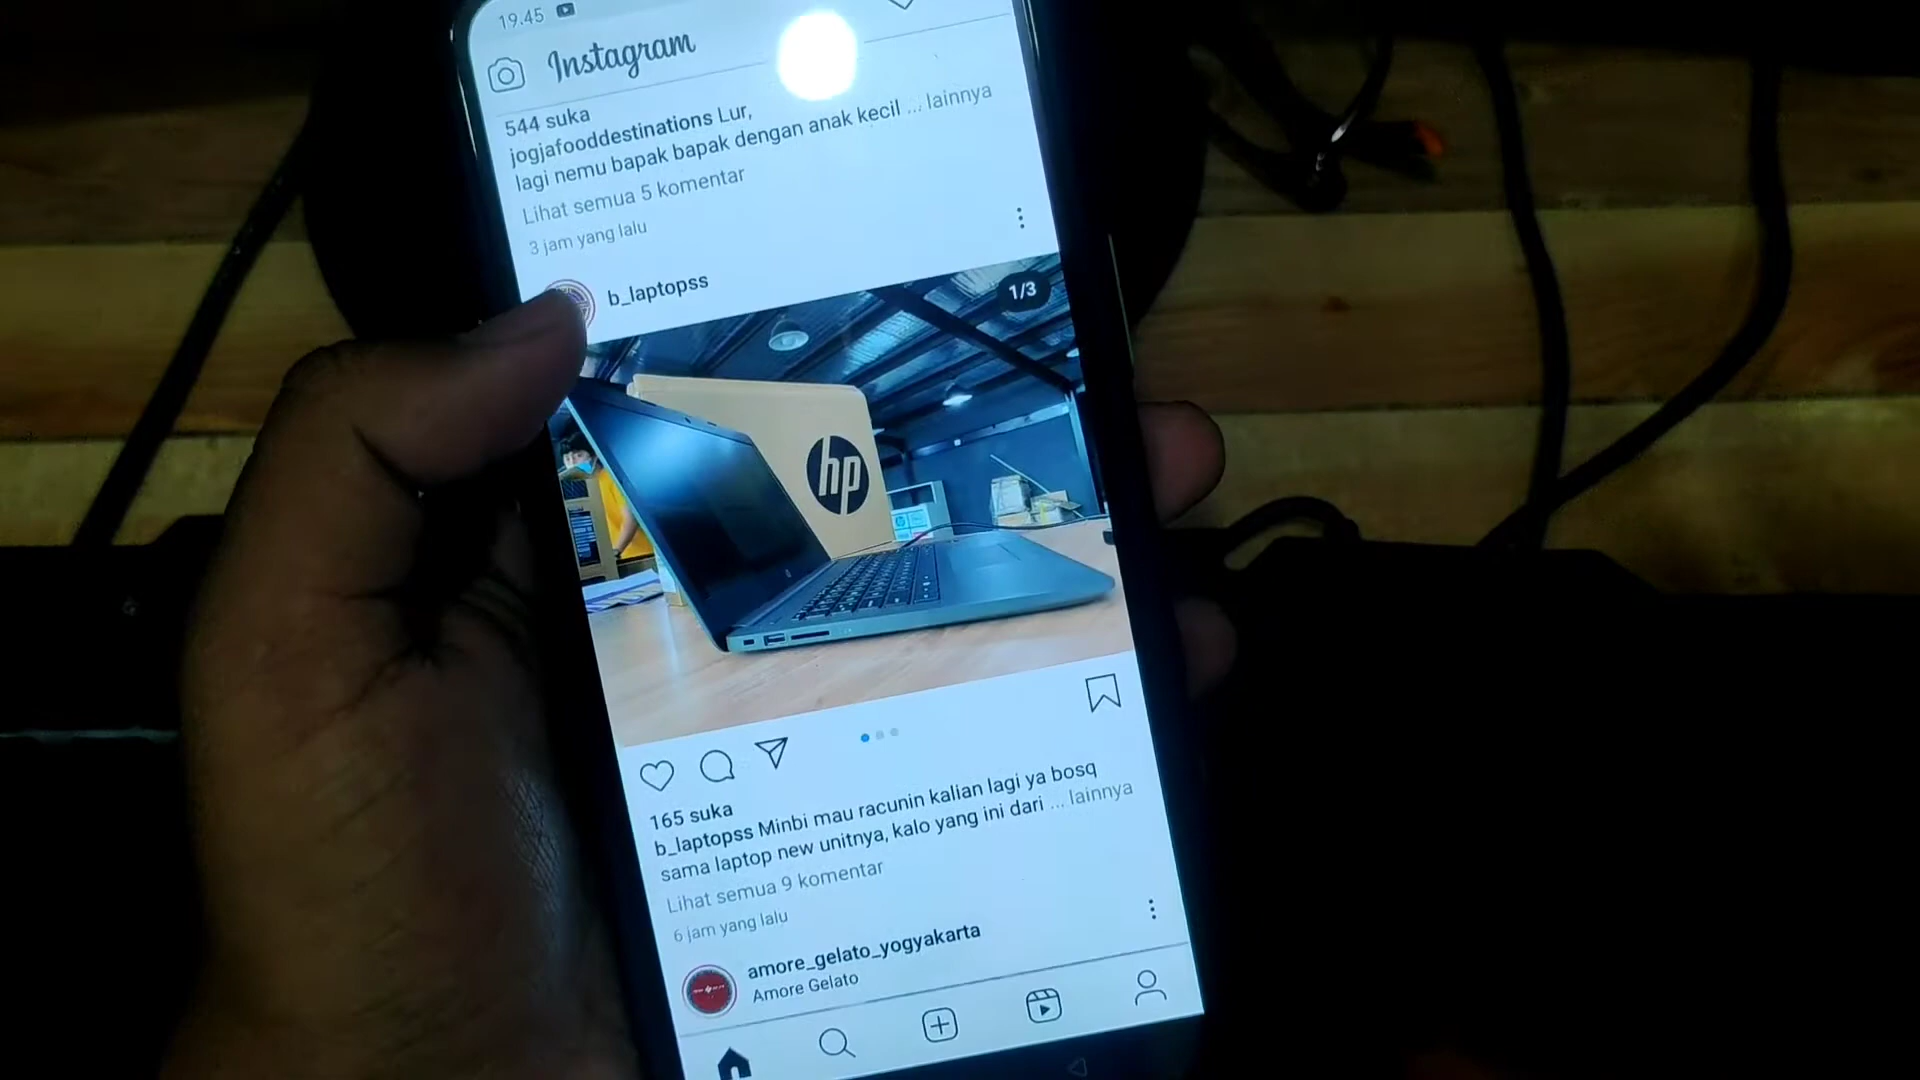 19.45
Instagram
544 suka
jogjafooddestinations Lur,
lagi nemu bapak bapak dengan anak kecil ... lainnya
Lihat semua 5 komentar
3 jam yang lalu
b_laptopss
1/3
hp
165 suka
b_laptopss Minbi mau racunin kalian lagi ya bosq
sama laptop new unitnya, kalo yang ini dari ... lainnya
Lihat semua 9 komentar
6 jam yang lalu
amore_gelato_yogyakarta
Amore Gelato